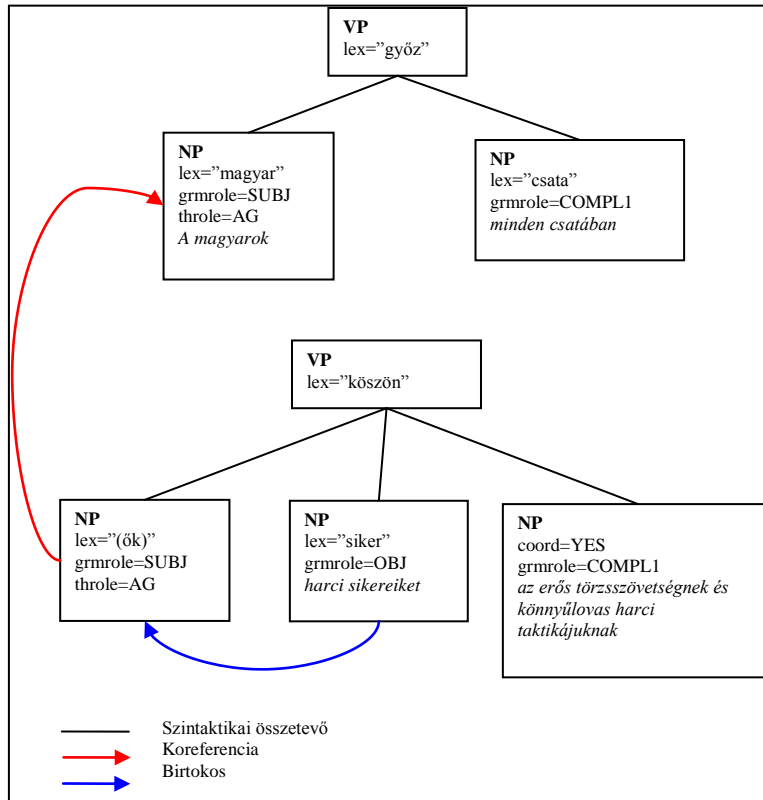 VP
lex=”győz”
NP
lex=”magyar”
grmrole=SUBJ
throle=AG
A magyarok
NP
lex=”csata”
grmrole=COMPL1
minden csatában
VP
lex=”köszön”
NP
lex=”(ők)”
grmrole=SUBJ
throle=AG
NP
lex=”siker”
grmrole=OBJ
harci sikereiket
NP
coord=YES
grmrole=COMPL1
az erős törzsszövetségnek és
könnyűlovas harci
taktikájuknak
Szintaktikai összetevő
Koreferencia
Birtokos